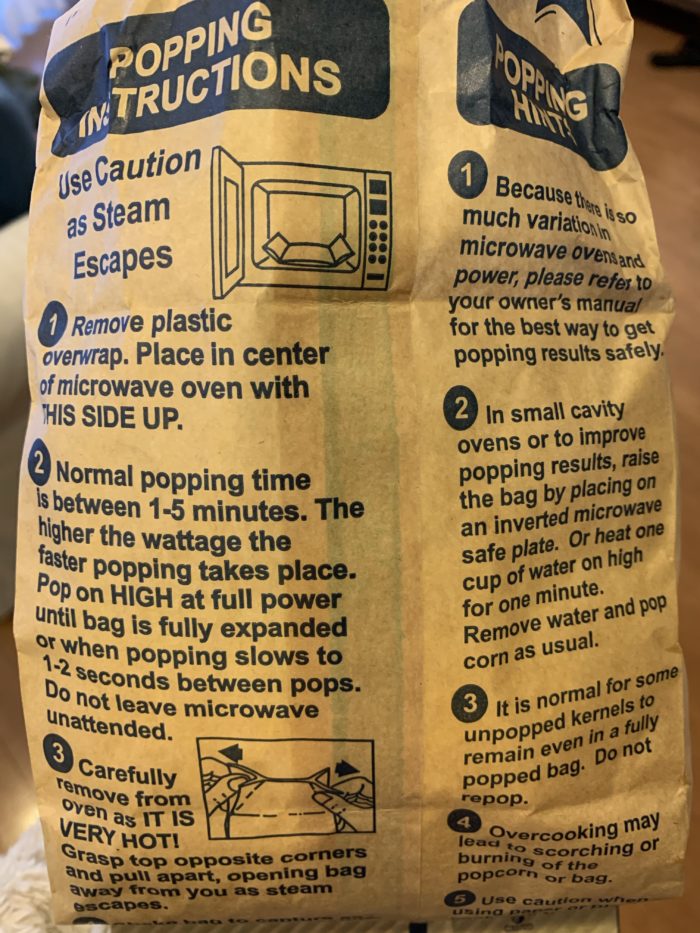 POPPING
INSTRUCTIONS
Use Caution
as Steam
Escapes
1 Remove plastic
overwrap. Place in center
of microwave oven with
THIS SIDE UP.
2 Normal popping time
is between 1-5 minutes. The
higher the wattage the
faster popping takes place.
Pop on HIGH at full power
until bag is fully expanded
or when popping slows to
1-2 seconds between pops.
Do not leave microwave
unattended.
3 Carefully
remove from
oven as IT IS
VERY HOT!
Grasp top opposite corners
and pull apart, opening bag
away from you as steam
escapes.
bag to capture
POPPING
HINTS
1 Because there is so
much variation in
microwave ovens and
power, please refer to
your owner's manual
for the best way to get
popping results safely.
2 In small cavity
ovens or to improve
popping results, raise
the bag by placing on
an inverted microwave
safe plate. Or heat one
cup of water on high
for one minute.
Remove water and pop
corn as usual.
3 It is normal for some
unpopped kernels to
remain even in a fully
popped bag. Do not
repop.
4 Overcooking may
lead to scorching or
burning of the
popcorn or bag.
5 Use caution when
using paper or